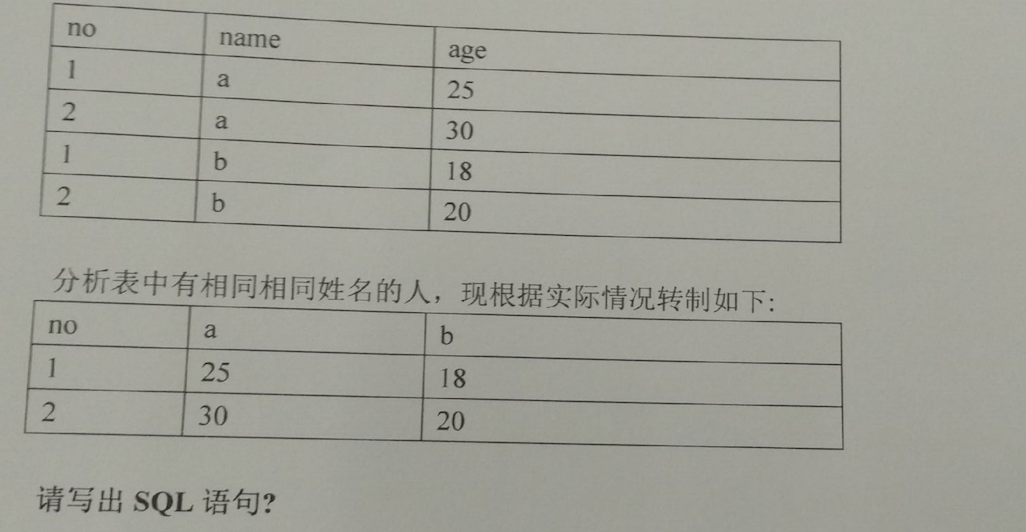 no name age
1 a 25
2 a 30
1 b 18
2 b 20
分析表中有相同相同姓名的人，现根据实际情况转制如下:
no a b
1 25 18
2 30 20
请写出 SQL 语句?